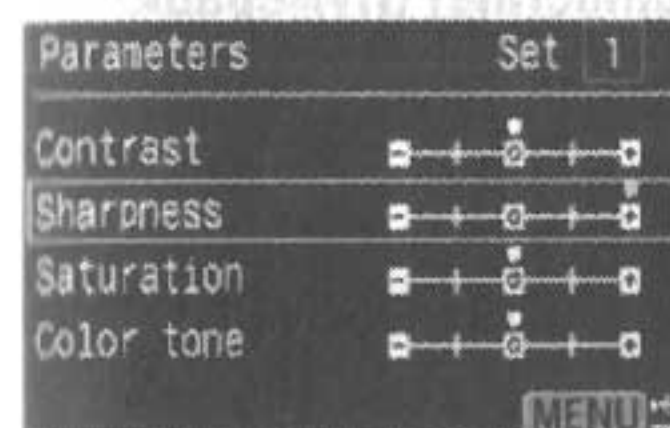 Parameters Set 1
Contrast
Sharpness
Saturation
Color tone
MENU